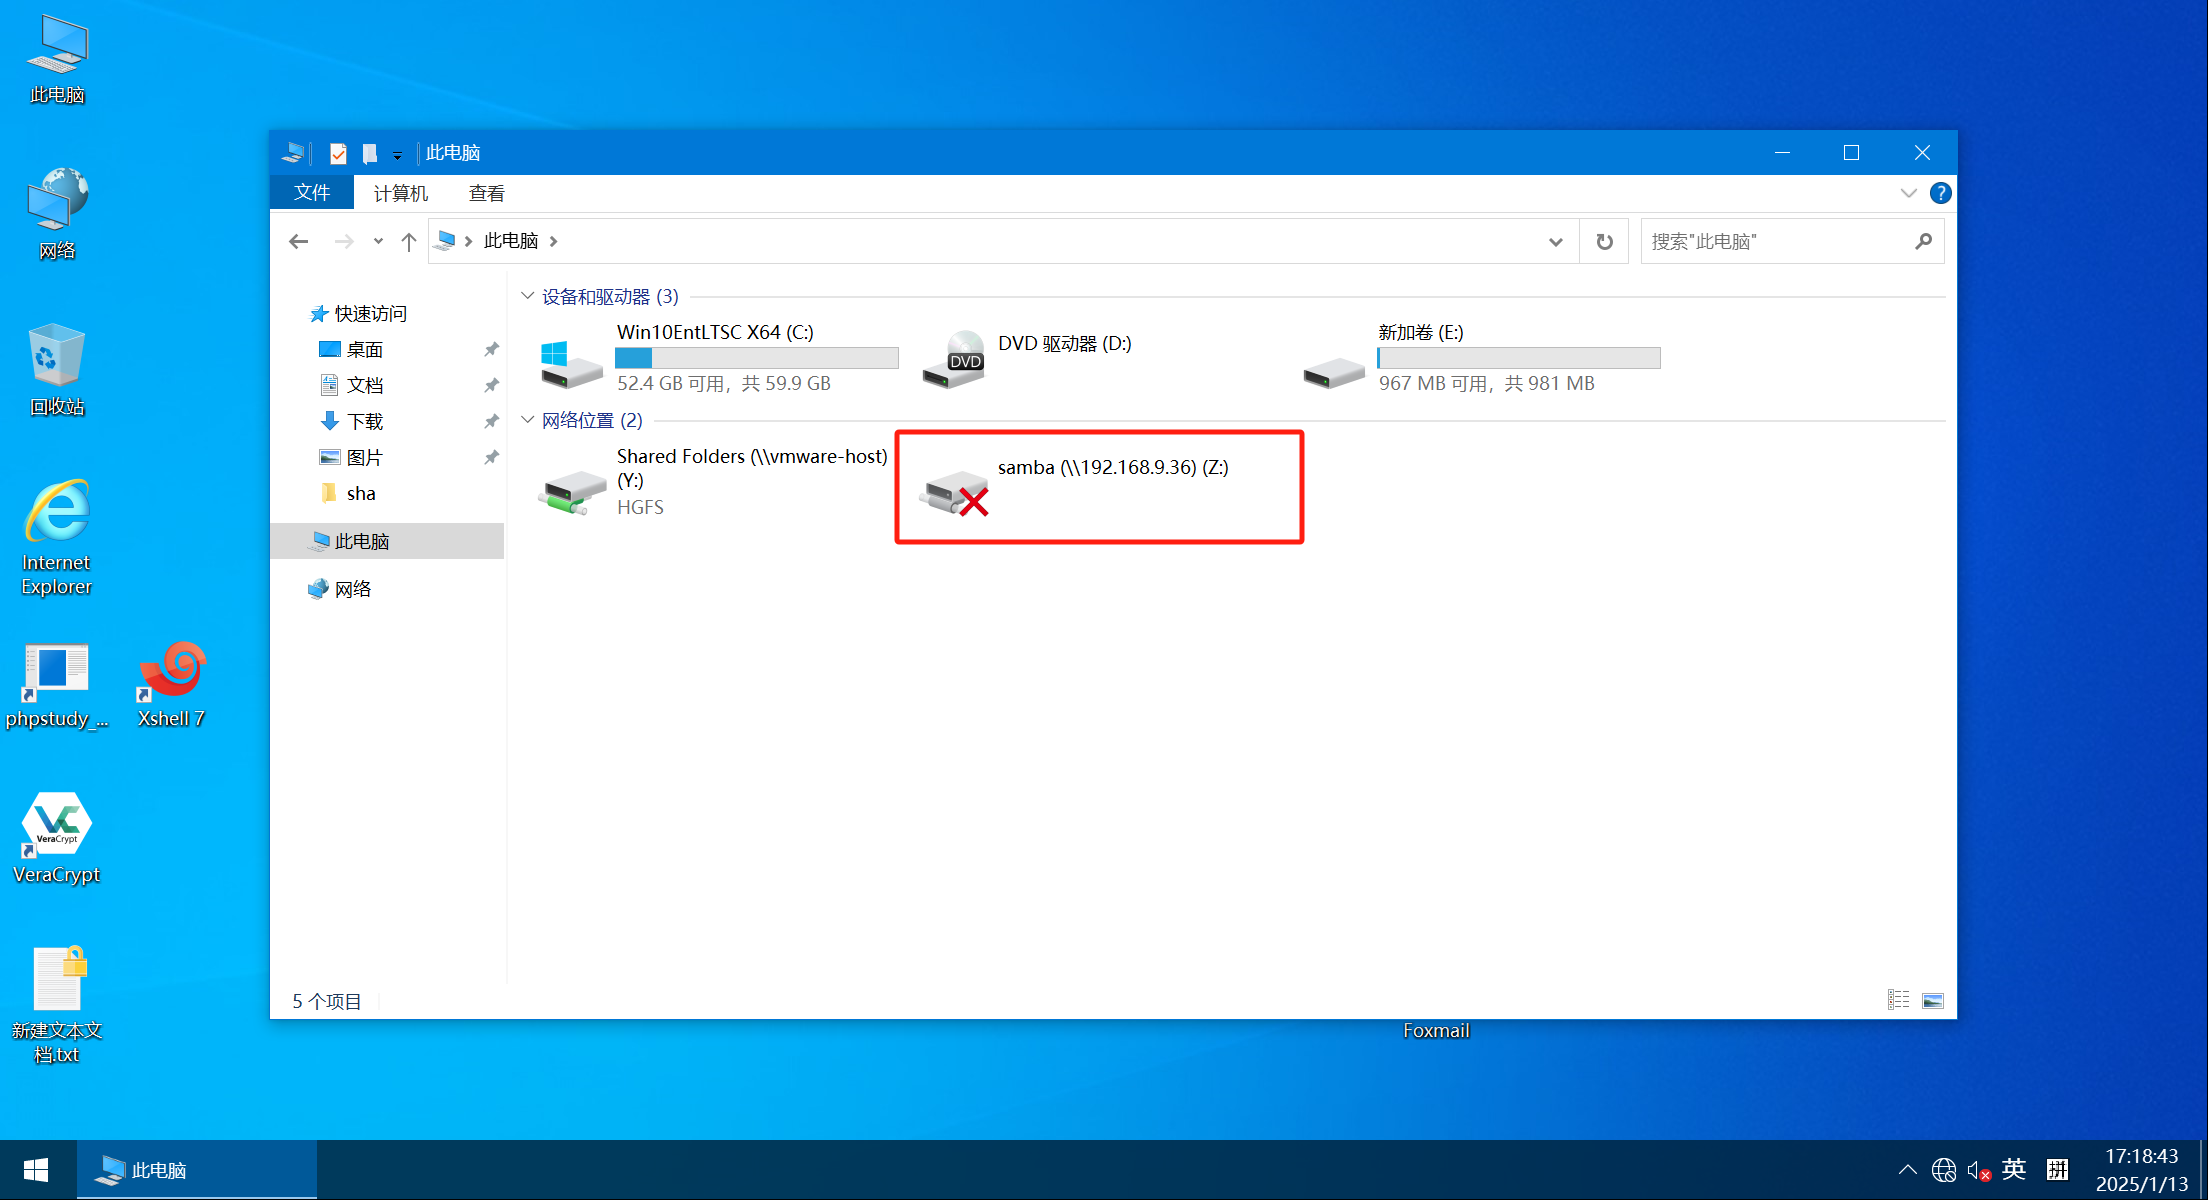 此电脑
网络
回收站
Internet
Explorer
phpstudy_...
Xshell 7
VeraCrypt
VeraCrypt
新建文本文
档.txt
此电脑
文件
计算机
查看
?
此电脑
搜索"此电脑"
快速访问
桌面
文档
下载
图片
sha
此电脑
网络
设备和驱动器 (3)
Win10EntLTSC X64 (C:)
52.4 GB 可用，共 59.9 GB
DVD
DVD 驱动器 (D:)
新加卷 (E:)
967 MB 可用，共 981 MB
网络位置 (2)
Shared Folders (\\vmware-host)
(Y:)
HGFS
samba (\\192.168.9.36) (Z:)
5 个项目
Foxmail
此电脑
英
拼
17:18:43
2025/1/13